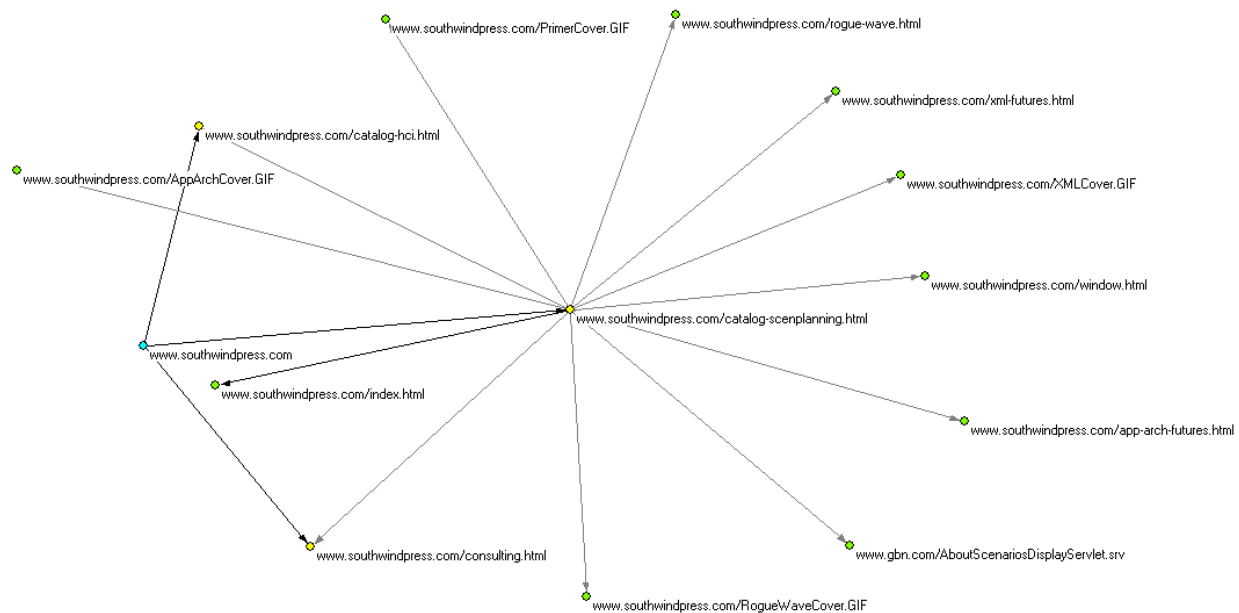 www.southwindpress.com/rogue-wave.html
www.southwindpress.com/PrimerCover.GIF
www.southwindpress.com/xml-futures.html
www.southwindpress.com/catalog-hci.html
www.southwindpress.com/AppArchCover.GIF
www.southwindpress.com/XMLCover.GIF
www.southwindpress.com/window.html
www.southwindpress.com/catalog-scenplanning.html
www.southwindpress.com
www.southwindpress.com/index.html
www.southwindpress.com/app-arch-futures.html
www.southwindpress.com/consulting.html
www.gbn.com/AboutScenariosDisplayServlet.srv
www.southwindpress.com/RogueWaveCover.GIF